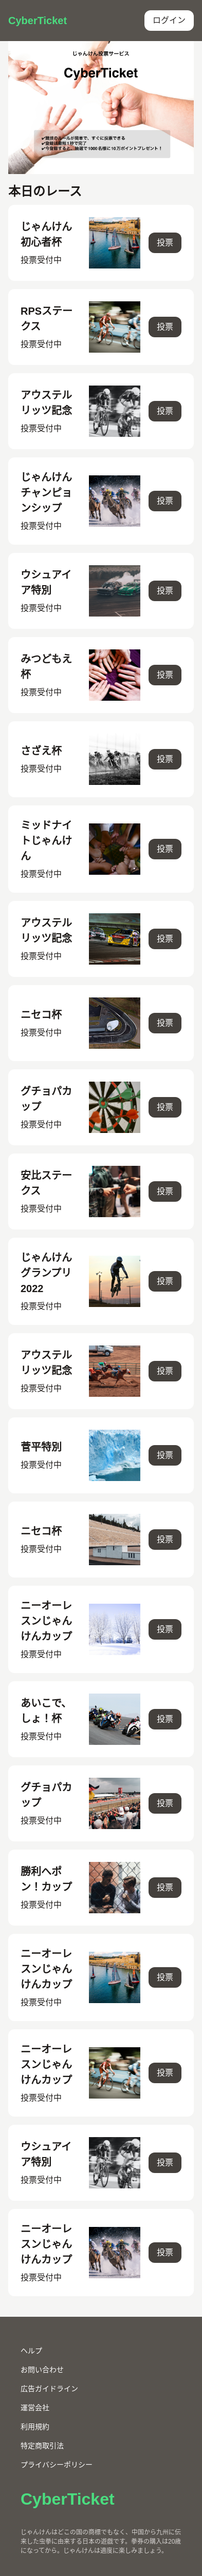 CyberTicket
ログイン
じゃんけん投票サービス
CyberTicket
✔競技のルールが簡単で、すぐに投票できる
✔登録は最短1秒で完了
✔今登録すると、抽選で1000名様に10万ポイントプレゼント！
本日のレース
じゃんけん
初心者杯
投票受付中
投票
RPSステー
クス
投票受付中
投票
アウステル
リッツ記念
投票受付中
投票
じゃんけん
チャンピョ
ンシップ
投票受付中
投票
ウシュアイ
ア特別
投票受付中
投票
みつどもえ
杯
投票受付中
投票
さざえ杯
投票受付中
投票
ミッドナイ
トじゃんけ
ん
投票受付中
投票
アウステル
リッツ記念
投票受付中
投票
ニセコ杯
投票受付中
投票
グチョパカ
ップ
投票受付中
投票
安比ステー
クス
投票受付中
投票
じゃんけん
グランプリ
2022
投票受付中
投票
アウステル
リッツ記念
投票受付中
投票
菅平特別
投票受付中
投票
ニセコ杯
投票受付中
投票
ニーオーレ
スンじゃん
けんカップ
投票受付中
投票
あいこで、
しょ！杯
投票受付中
投票
グチョパカ
ップ
投票受付中
投票
勝利へポ
ン！カップ
投票受付中
投票
ニーオーレ
スンじゃん
けんカップ
投票受付中
投票
ニーオーレ
スンじゃん
けんカップ
投票受付中
投票
ウシュアイ
ア特別
投票受付中
投票
ニーオーレ
スンじゃん
けんカップ
投票受付中
投票
ヘルプ
お問い合わせ
広告ガイドライン
運営会社
利用規約
特定商取引法
プライバシーポリシー
CyberTicket
じゃんけんはどこの国の商標でもなく、中国から九州に伝
来した虫拳に由来する日本の遊戯です。拳券の購入は20歳
になってから。じゃんけんは適度に楽しみましょう。